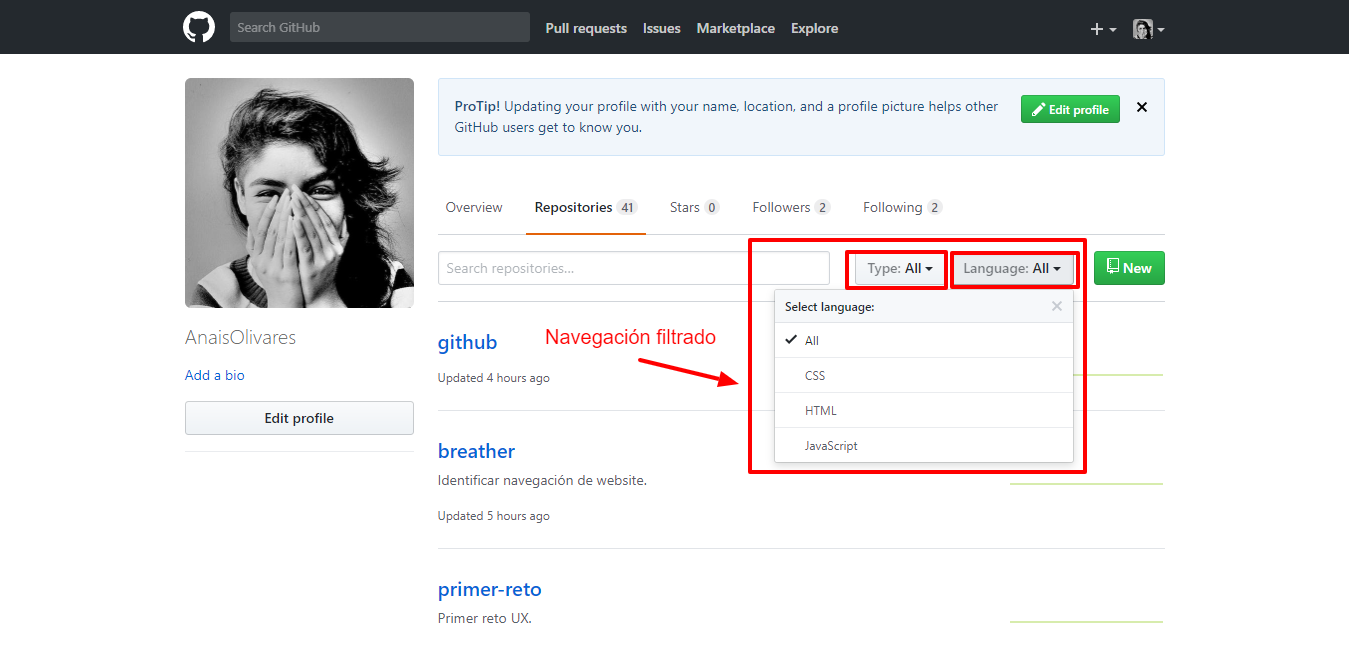 Search GitHub
Pull requests
Issues
Marketplace
Explore
ProTip! Updating your profile with your name, location, and a profile picture helps other
GitHub users get to know you.
Edit profile
Overview
Repositories 41
Stars 0
Followers 2
Following 2
Search repositories...
Type: All
Language: All
New
Select language:
All
CSS
HTML
JavaScript
Navegación filtrado
AnaisOlivares
Add a bio
Edit profile
github
Updated 4 hours ago
breather
Identificar navegación de website.
Updated 5 hours ago
primer-reto
Primer reto UX.